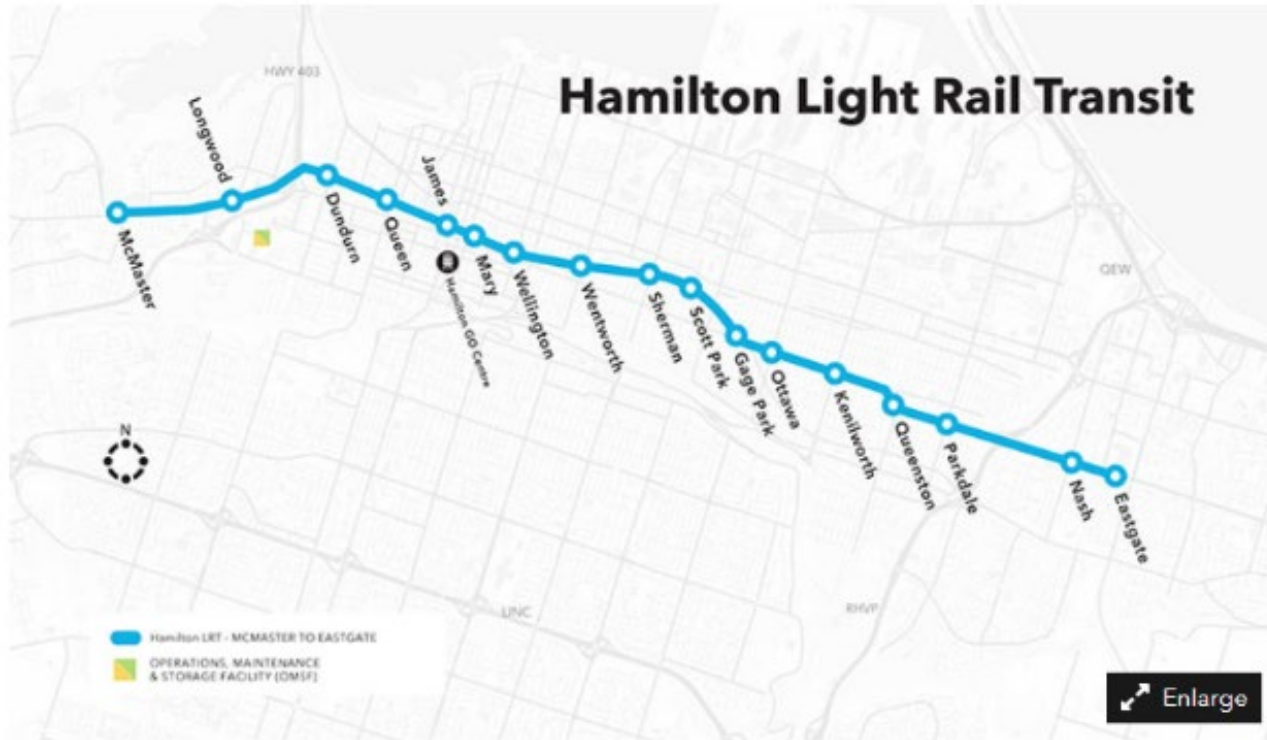 HWY 403
Hamilton Light Rail Transit
Longwood
James
McMaster
Dundurn
Queen
Mary
Hamilton GO Centre
Wellington
Wentworth
Sherman
Scott Park
Gage Park
Ottawa
Kenilworth
Queenston
Parkdale
Nash
Eastgate
QEW
N
LINC
RHVP
Hamilton LRT - MCMASTER TO EASTGATE
OPERATIONS, MAINTENANCE
& STORAGE FACILITY (OMSF)
Enlarge